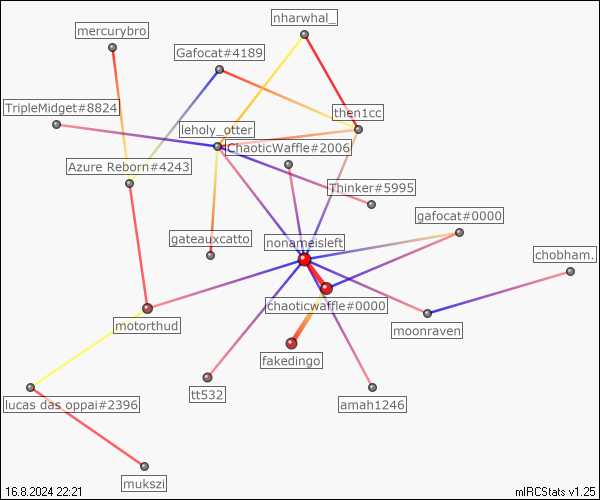 nharwhal_
mercurybro
Gafocat#4189
TripleMidget#8824
then1cc
leholy_otter
ChaoticWaffle#2006
Azure Reborn#4243
Thinker#5995
gafocat#0000
gateauxcatto
nonameisleft
chobham.
chaoticwaffle#0000
motorthud
moonraven
fakedingo
tt532
lucas das oppai#2396
amah1246
mukszi
16.8.2024 22:21
mIRCStats v1.25